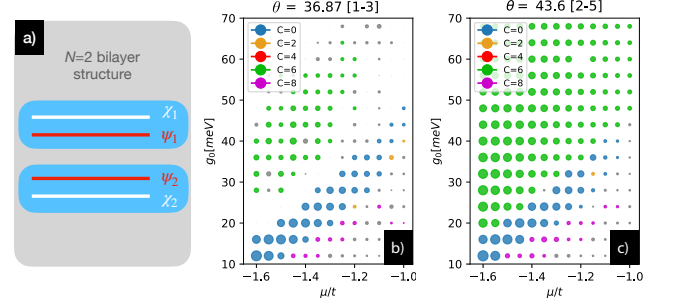 a)
N=2 bilayer
structure
χ1
ψ1
ψ2
χ2
θ = 36.87 [1-3]
C=0
C=2
C=4
C=6
C=8
70
60
50
40
30
20
10
g0[meV]
−1.6
−1.4
−1.2
−1.0
μ/t
b)
θ = 43.6 [2-5]
C=0
C=2
C=4
C=6
C=8
70
60
50
40
30
20
10
g0[meV]
−1.6
−1.4
−1.2
−1.0
μ/t
c)